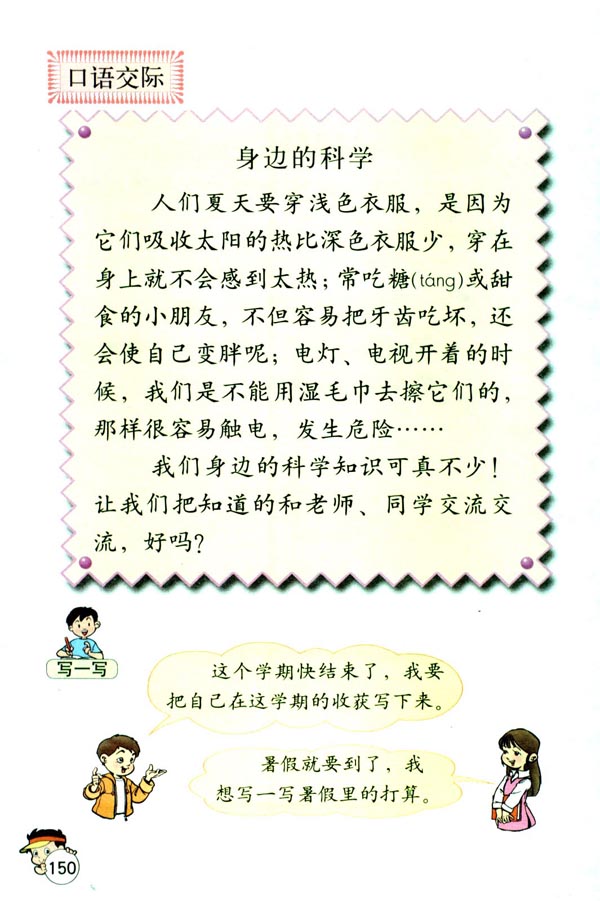 口语交际
身边的科学
人们夏天要穿浅色衣服，是因为
它们吸收太阳的热比深色衣服少，穿在
身上就不会感到太热；常吃糖(táng)或甜
食的小朋友，不但容易把牙齿吃坏，还
会使自己变胖呢；电灯、电视开着的时
候，我们是不能用湿毛巾去擦它们的，
那样很容易触电，发生危险……
我们身边的科学知识可真不少！
让我们把知道的和老师、同学交流交
流，好吗？
写一写
这个学期快结束了，我要
把自己在这学期的收获写下来。
暑假就要到了，我
想写一写暑假里的打算。
150